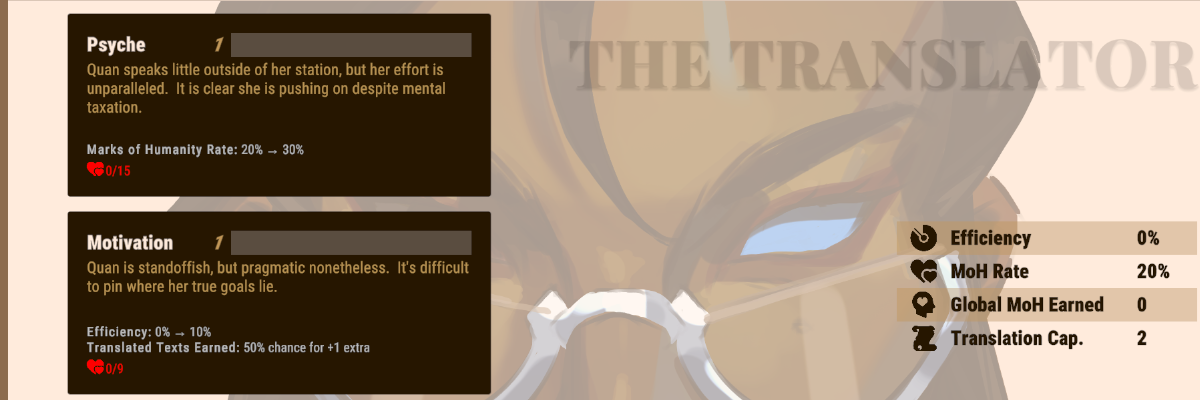 THE TRANSLATOR
Psyche 1
Quan speaks little outside of her station, but her effort is
unparalleled. It is clear she is pushing on despite mental
taxation.
Marks of Humanity Rate: 20% → 30%
0/15
Motivation 1
Quan is standoffish, but pragmatic nonetheless. It's difficult
to pin where her true goals lie.
Efficiency: 0% → 10%
Translated Texts Earned: 50% chance for +1 extra
0/9
Efficiency 0%
MoH Rate 20%
Global MoH Earned 0
Translation Cap. 2